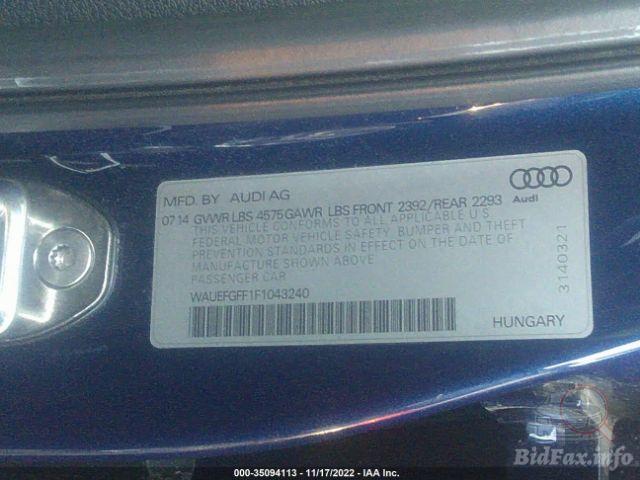 MFD. BY AUDI AG
07 14 GVWR LBS 4575 GAWR LBS FRONT 2392/REAR 2293
THIS VEHICLE CONFORMS TO ALL APPLICABLE U S
FEDERAL MOTOR VEHICLE SAFETY, BUMPER AND THEFT
PREVENTION STANDARDS IN EFFECT ON THE DATE OF
MANUFACTURE SHOWN ABOVE
PASSENGER CAR
WAUEFGFF1F1043240
Audi
3140321
HUNGARY
000-35094113 - 11/17/2022 - IAA Inc.
BidFax.info